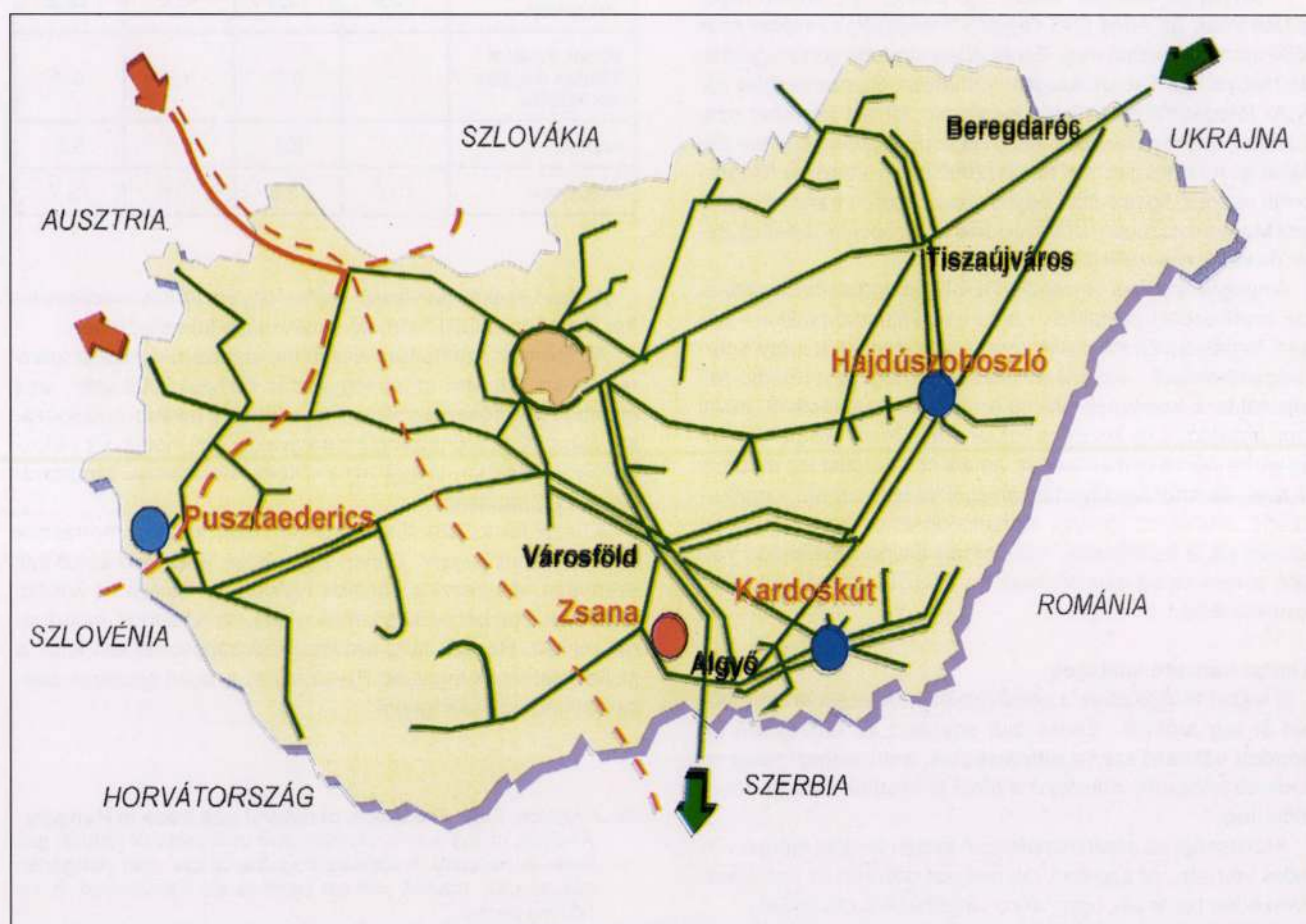 SZLOVÁKIA
Beregdaróc
UKRAJNA
AUSZTRIA
Tiszaújváros
Hajdúszoboszló
Pusztaederics
Városföld
Kardoskút
Zsana
ROMÁNIA
SZLOVÉNIA
Algyő
SZERBIA
HORVÁTORSZÁG